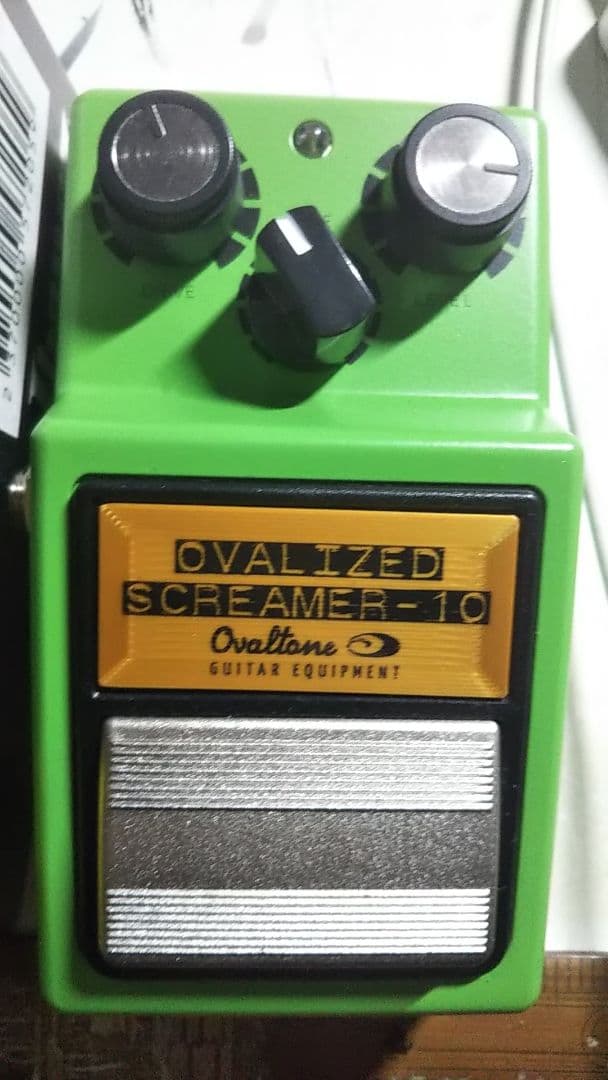 OVALIZED
SCREAMER-10
Ovaltone
GUITAR EQUIPMENT